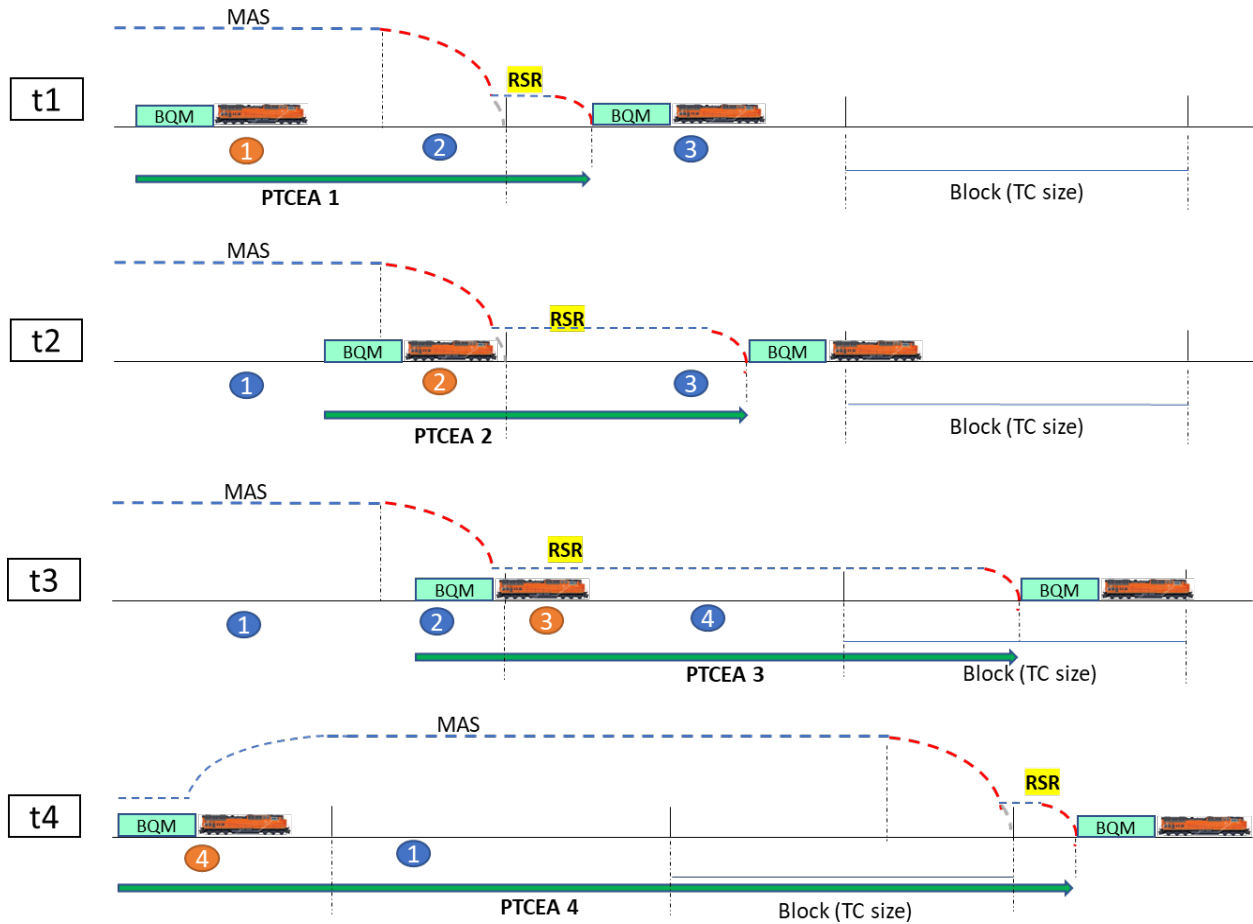 MAS
RSR
t1
BQM
BQM
1
2
3
PTCEA 1
Block (TC size)
MAS
RSR
t2
BQM
BQM
1
2
3
PTCEA 2
Block (TC size)
MAS
RSR
t3
BQM
BQM
1
2
3
4
PTCEA 3
Block (TC size)
MAS
RSR
t4
BQM
BQM
4
1
PTCEA 4
Block (TC size)